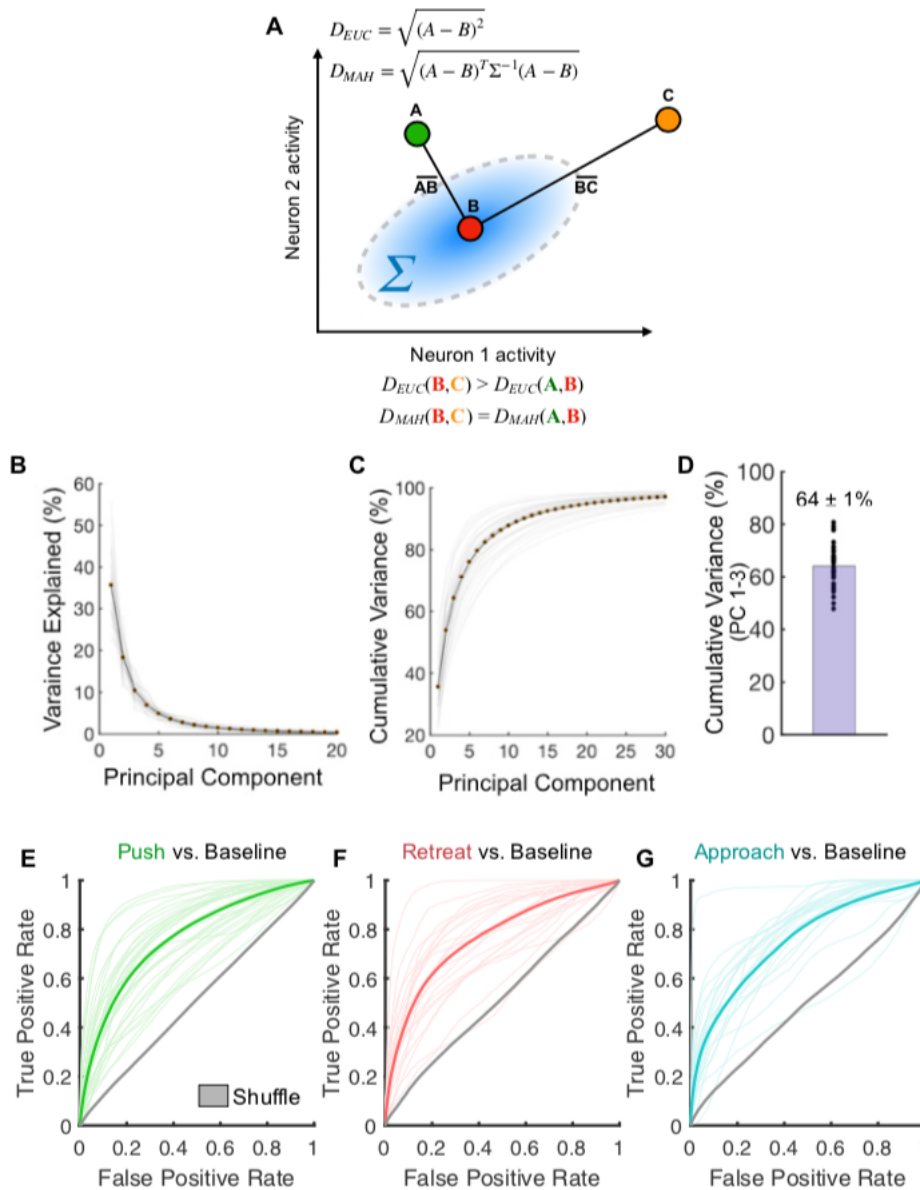 A
D_EUC = √(A − B)²
D_MAH = √(A − B)ᵀΣ⁻¹(A − B)
A
C
AB
BC
B
Σ
Neuron 2 activity
Neuron 1 activity
D_EUC(B,C) > D_EUC(A,B)
D_MAH(B,C) = D_MAH(A,B)
B
Varaince Explained (%)
60
50
40
30
20
10
0
0 5 10 15 20
Principal Component
C
Cumulative Variance (%)
100
80
60
40
20
0 5 10 15 20 25 30
Principal Component
D
Cumulative Variance (%)
(PC 1-3)
100
80
60
40
20
0
64 ± 1%
E
Push vs. Baseline
True Positive Rate
1
0.8
0.6
0.4
0.2
0
Shuffle
0 0.2 0.4 0.6 0.8 1
False Positive Rate
F
Retreat vs. Baseline
True Positive Rate
1
0.8
0.6
0.4
0.2
0
0 0.2 0.4 0.6 0.8 1
False Positive Rate
G
Approach vs. Baseline
True Positive Rate
1
0.8
0.6
0.4
0.2
0
0 0.2 0.4 0.6 0.8
False Positive Rate